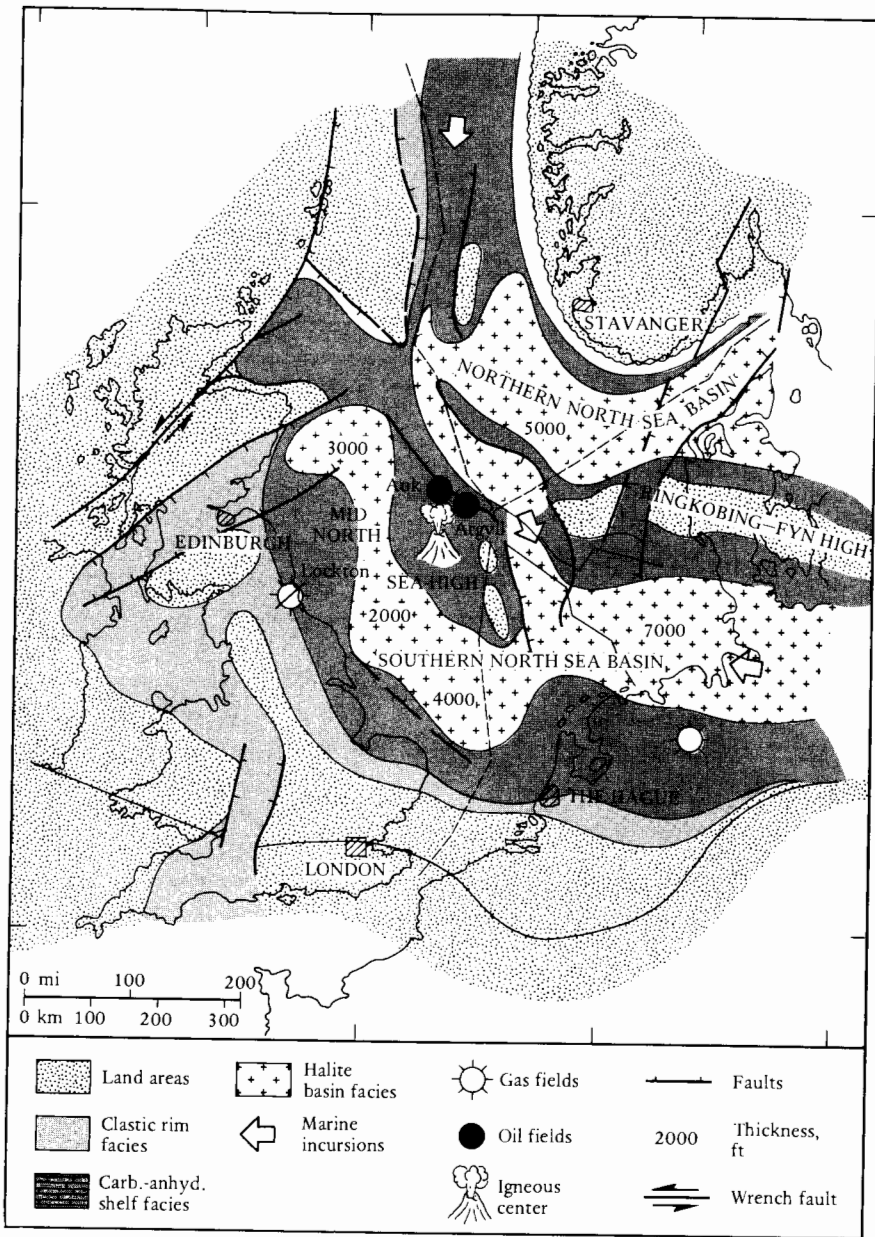 STAVANGER
NORTHERN NORTH SEA BASIN
5000
3000
Auk
Argyll
RINGKOBING–FYN HIGH
MID
NORTH
SEA HIGH
EDINBURGH
Lockton
2000
7000
SOUTHERN NORTH SEA BASIN
4000
THE HAGUE
LONDON
0 mi 100 200
0 km 100 200 300
Land areas
Halite
basin facies
Gas fields
Faults
Clastic rim
facies
Marine
incursions
Oil fields
2000
Thickness,
ft
Carb.-anhyd.
shelf facies
Igneous
center
Wrench fault